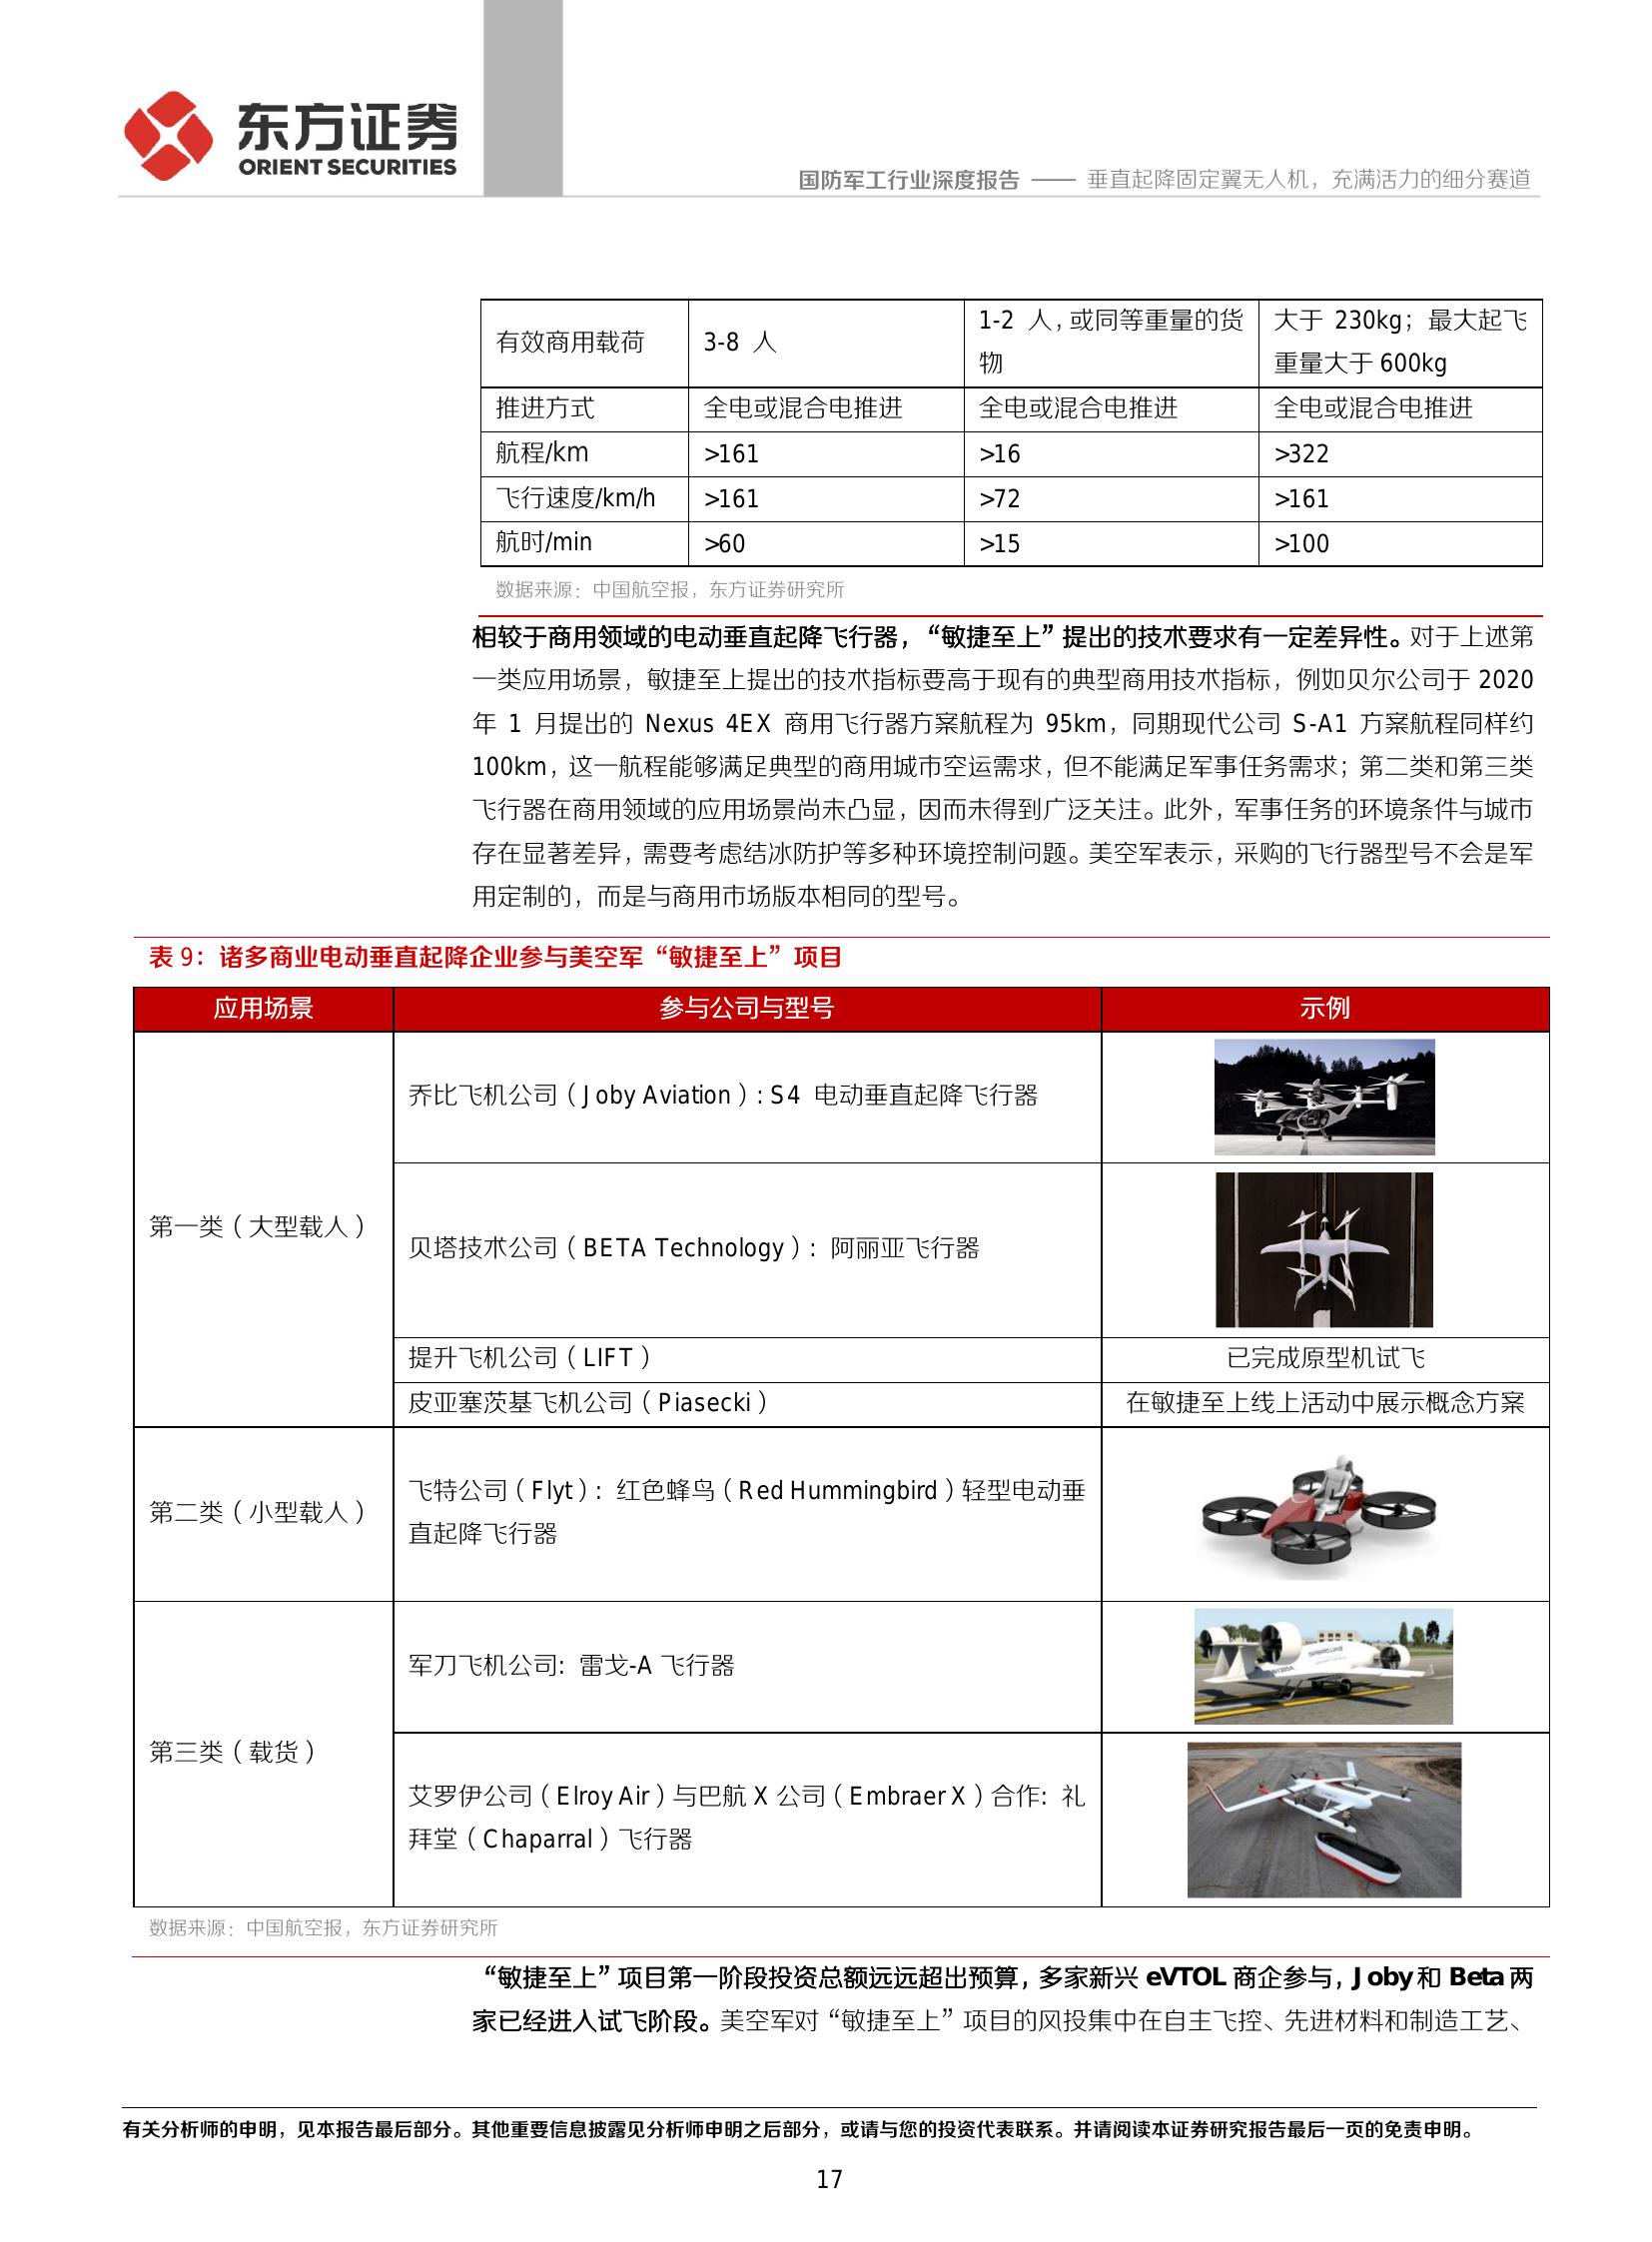 东方证券
ORIENT SECURITIES
国防军工行业深度报告 —— 垂直起降固定翼无人机，充满活力的细分赛道
有效商用载荷 3-8 人 1-2 人，或同等重量的货物 大于 230kg；最大起飞重量大于 600kg
推进方式 全电或混合电推进 全电或混合电推进 全电或混合电推进
航程/km >161 >16 >322
飞行速度/km/h >161 >72 >161
航时/min >60 >15 >100
数据来源：中国航空报，东方证券研究所
相较于商用领域的电动垂直起降飞行器，“敏捷至上”提出的技术要求有一定差异性。对于上述第
一类应用场景，敏捷至上提出的技术指标要高于现有的典型商用技术指标，例如贝尔公司于 2020
年 1 月提出的 Nexus 4EX 商用飞行器方案航程为 95km，同期现代公司 S-A1 方案航程同样约
100km，这一航程能够满足典型的商用城市空运需求，但不能满足军事任务需求；第二类和第三类
飞行器在商用领域的应用场景尚未凸显，因而未得到广泛关注。此外，军事任务的环境条件与城市
存在显著差异，需要考虑结冰防护等多种环境控制问题。美空军表示，采购的飞行器型号不会是军
用定制的，而是与商用市场版本相同的型号。
表 9：诸多商业电动垂直起降企业参与美空军“敏捷至上”项目
应用场景 参与公司与型号 示例
第一类（大型载人）
乔比飞机公司（Joby Aviation）: S4 电动垂直起降飞行器
贝塔技术公司（BETA Technology）：阿丽亚飞行器
提升飞机公司（LIFT） 已完成原型机试飞
皮亚塞茨基飞机公司（Piasecki） 在敏捷至上线上活动中展示概念方案
第二类（小型载人）
飞特公司（Flyt）：红色蜂鸟（Red Hummingbird）轻型电动垂
直起降飞行器
第三类（载货）
军刀飞机公司：雷戈-A 飞行器
艾罗伊公司（Elroy Air）与巴航 X 公司（Embraer X）合作：礼
拜堂（Chaparral）飞行器
数据来源：中国航空报，东方证券研究所
“敏捷至上”项目第一阶段投资总额远远超出预算，多家新兴 eVTOL 商企参与，Joby 和 Beta 两
家已经进入试飞阶段。美空军对“敏捷至上”项目的风投集中在自主飞控、先进材料和制造工艺、
有关分析师的申明，见本报告最后部分。其他重要信息披露见分析师申明之后部分，或请与您的投资代表联系。并请阅读本证券研究报告最后一页的免责申明。
17